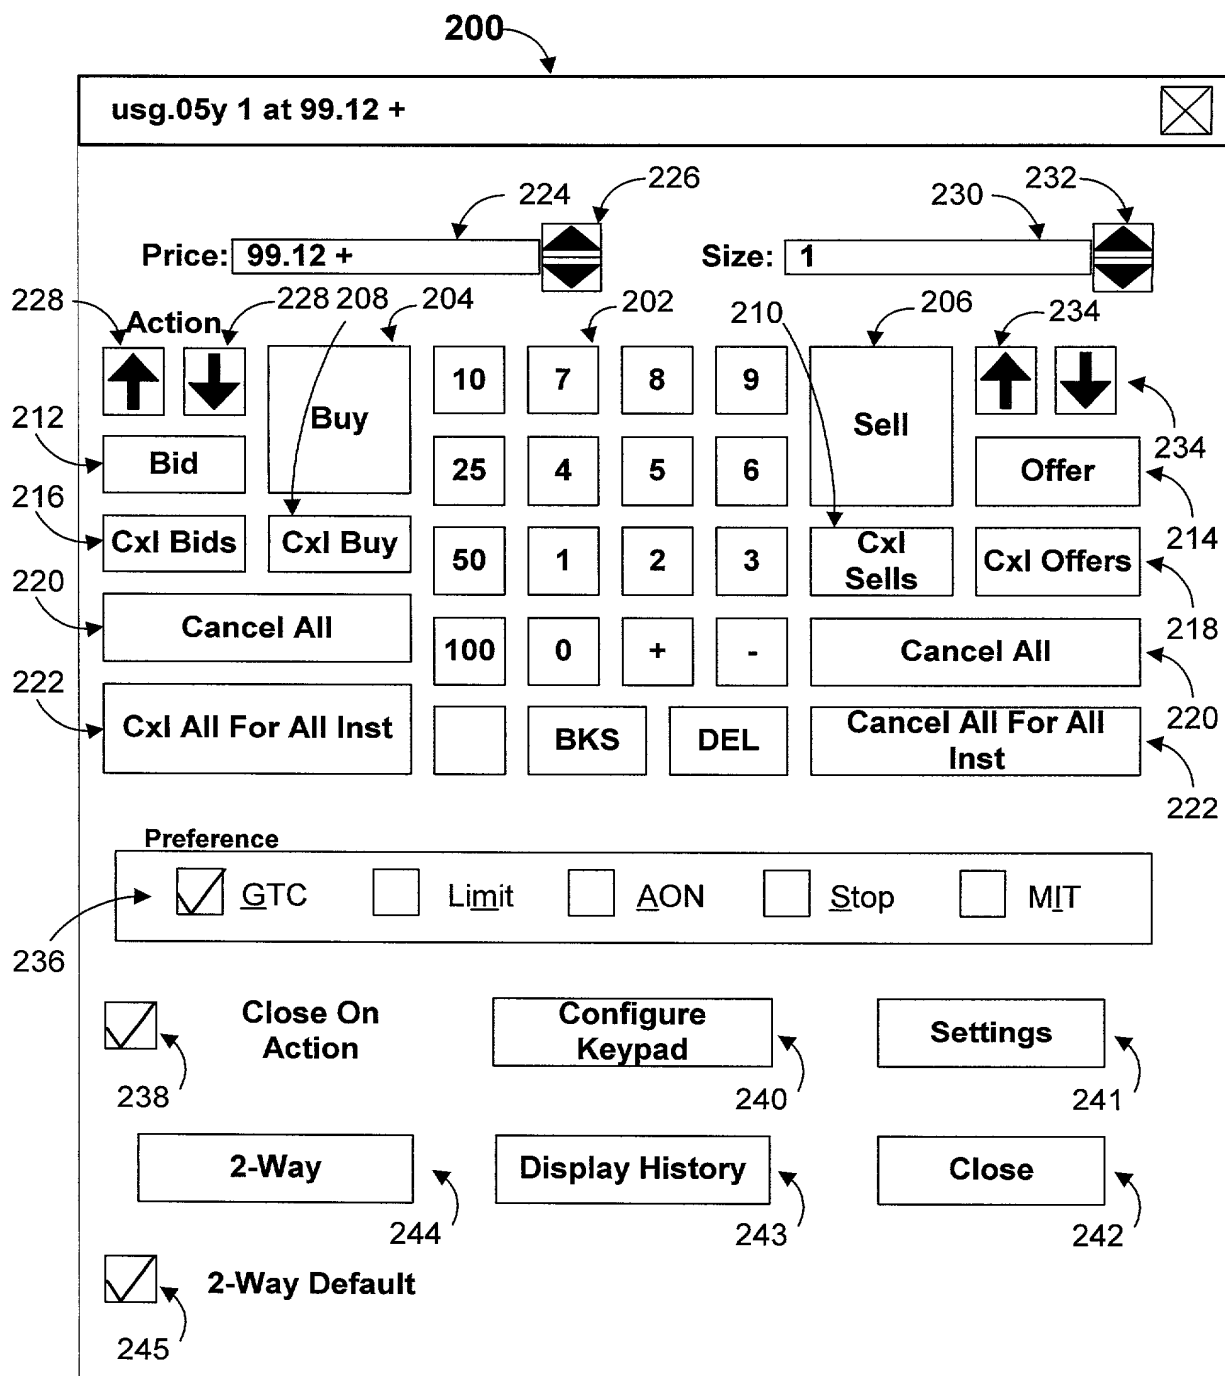 200
usg.05y 1 at 99.12 +
224
226
230
232
Price: 99.12 +
Size: 1
228
Action
228
208
204
202
210
206
234
10 7 8 9
Buy
Sell
212
Bid
25 4 5 6
Offer
234
216
Cxl Bids
Cxl Buy
50 1 2 3
Cxl
Sells
Cxl Offers
214
220
Cancel All
100 0 + -
Cancel All
218
222
Cxl All For All Inst
BKS
DEL
Cancel All For All
Inst
220
222
Preference
GTC Limit AON Stop MIT
236
Close On
Action
Configure
Keypad
Settings
238
240
241
2-Way
Display History
Close
244
243
242
2-Way Default
245